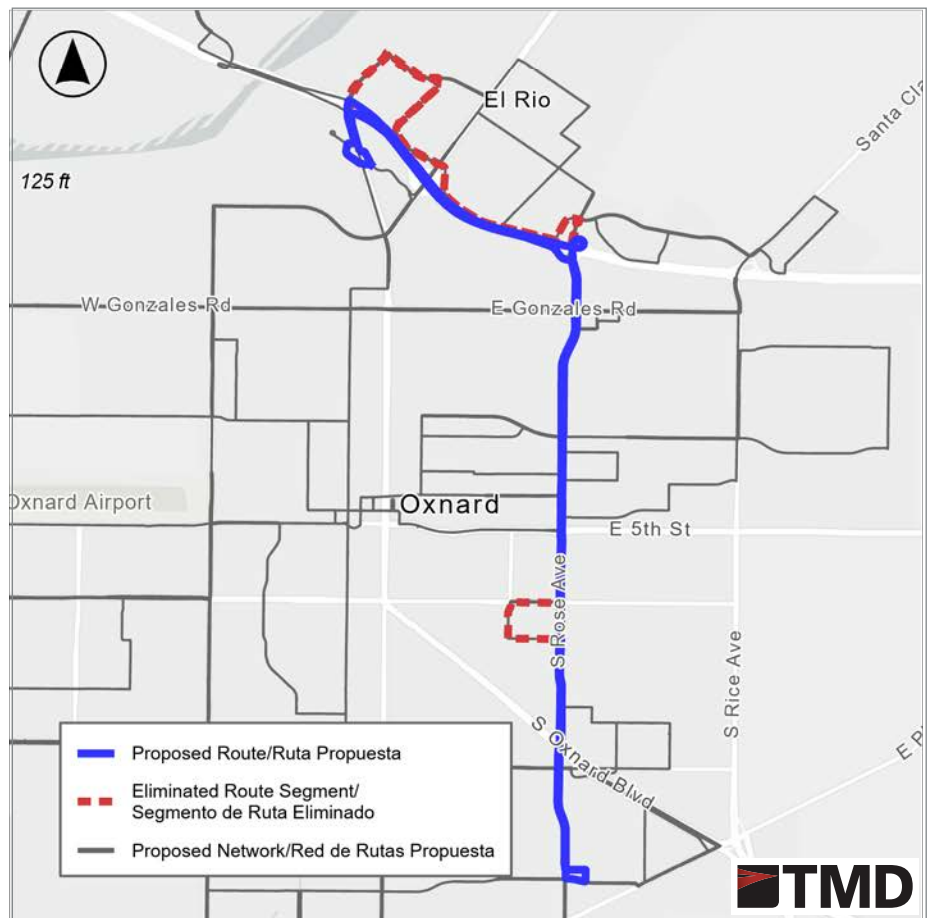 El Rio
Santa Cla
125 ft
W Gonzales Rd
E Gonzales Rd
Oxnard Airport
Oxnard
E 5th St
S Rose Ave
S Rice Ave
S Oxnard Blvd
E Pl
Proposed Route/Ruta Propuesta
Eliminated Route Segment/
Segmento de Ruta Eliminado
Proposed Network/Red de Rutas Propuesta
TMD